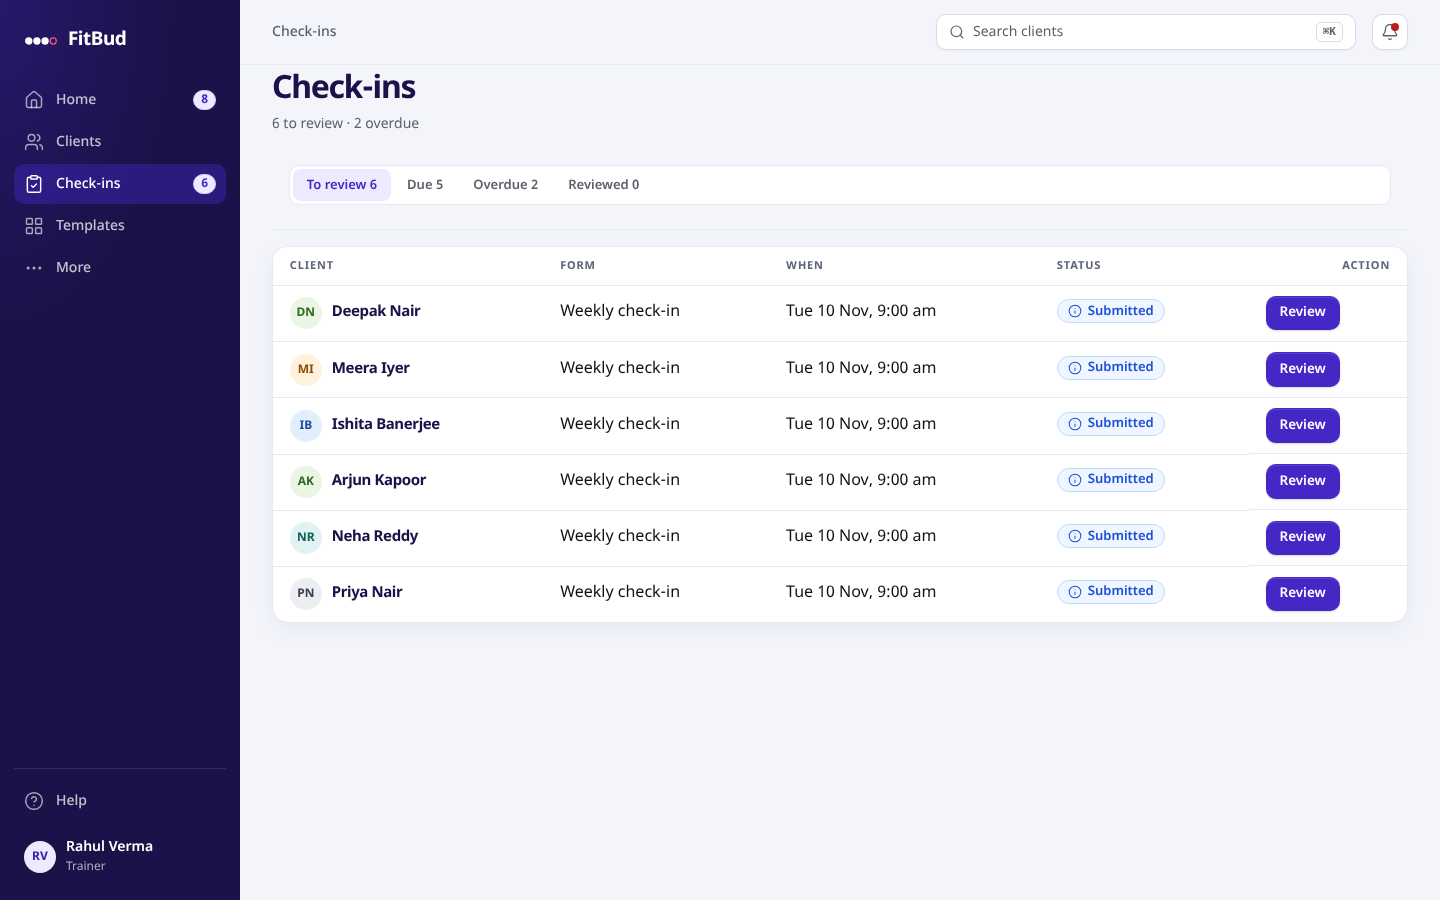 FitBud
Home 8
Clients
Check-ins 6
Templates
More
Help
RV Rahul Verma
Trainer
Check-ins
Search clients ⌘K
Check-ins
6 to review · 2 overdue
To review 6 Due 5 Overdue 2 Reviewed 0
CLIENT FORM WHEN STATUS ACTION
DN Deepak Nair Weekly check-in Tue 10 Nov, 9:00 am Submitted Review
MI Meera Iyer Weekly check-in Tue 10 Nov, 9:00 am Submitted Review
IB Ishita Banerjee Weekly check-in Tue 10 Nov, 9:00 am Submitted Review
AK Arjun Kapoor Weekly check-in Tue 10 Nov, 9:00 am Submitted Review
NR Neha Reddy Weekly check-in Tue 10 Nov, 9:00 am Submitted Review
PN Priya Nair Weekly check-in Tue 10 Nov, 9:00 am Submitted Review